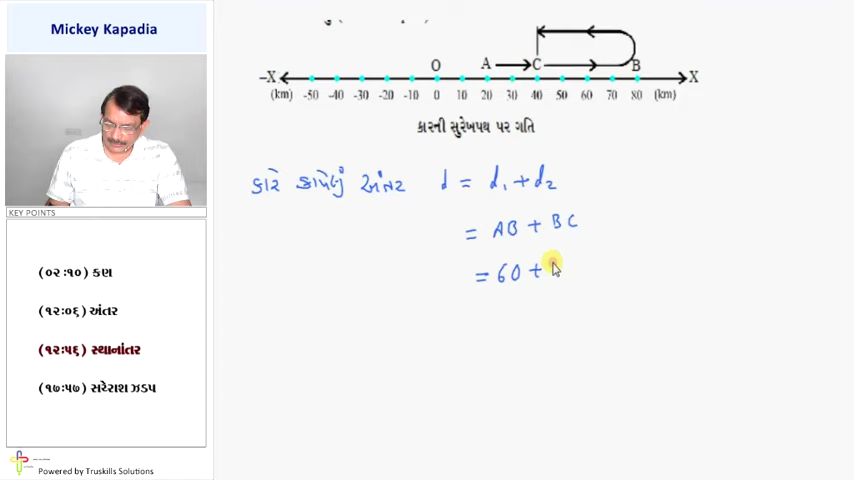 Mickey Kapadia
KEY POINTS
(૦૨:૧૦) કણ
(૧૨:૦૬) અંતર
(૧૨:૫૬) સ્થાનાંતર
(૧૭:૫૭) સરેરાશ ઝડપ
Powered by Truskills Solutions
O A C B
-X X
(km) -50 -40 -30 -20 -10 0 10 20 30 40 50 60 70 80 (km)
કારની સુરેખપથ પર ગતિ
કારે કાપેલું અંતર d = d₁ + d₂
= AB + BC
= 60 +